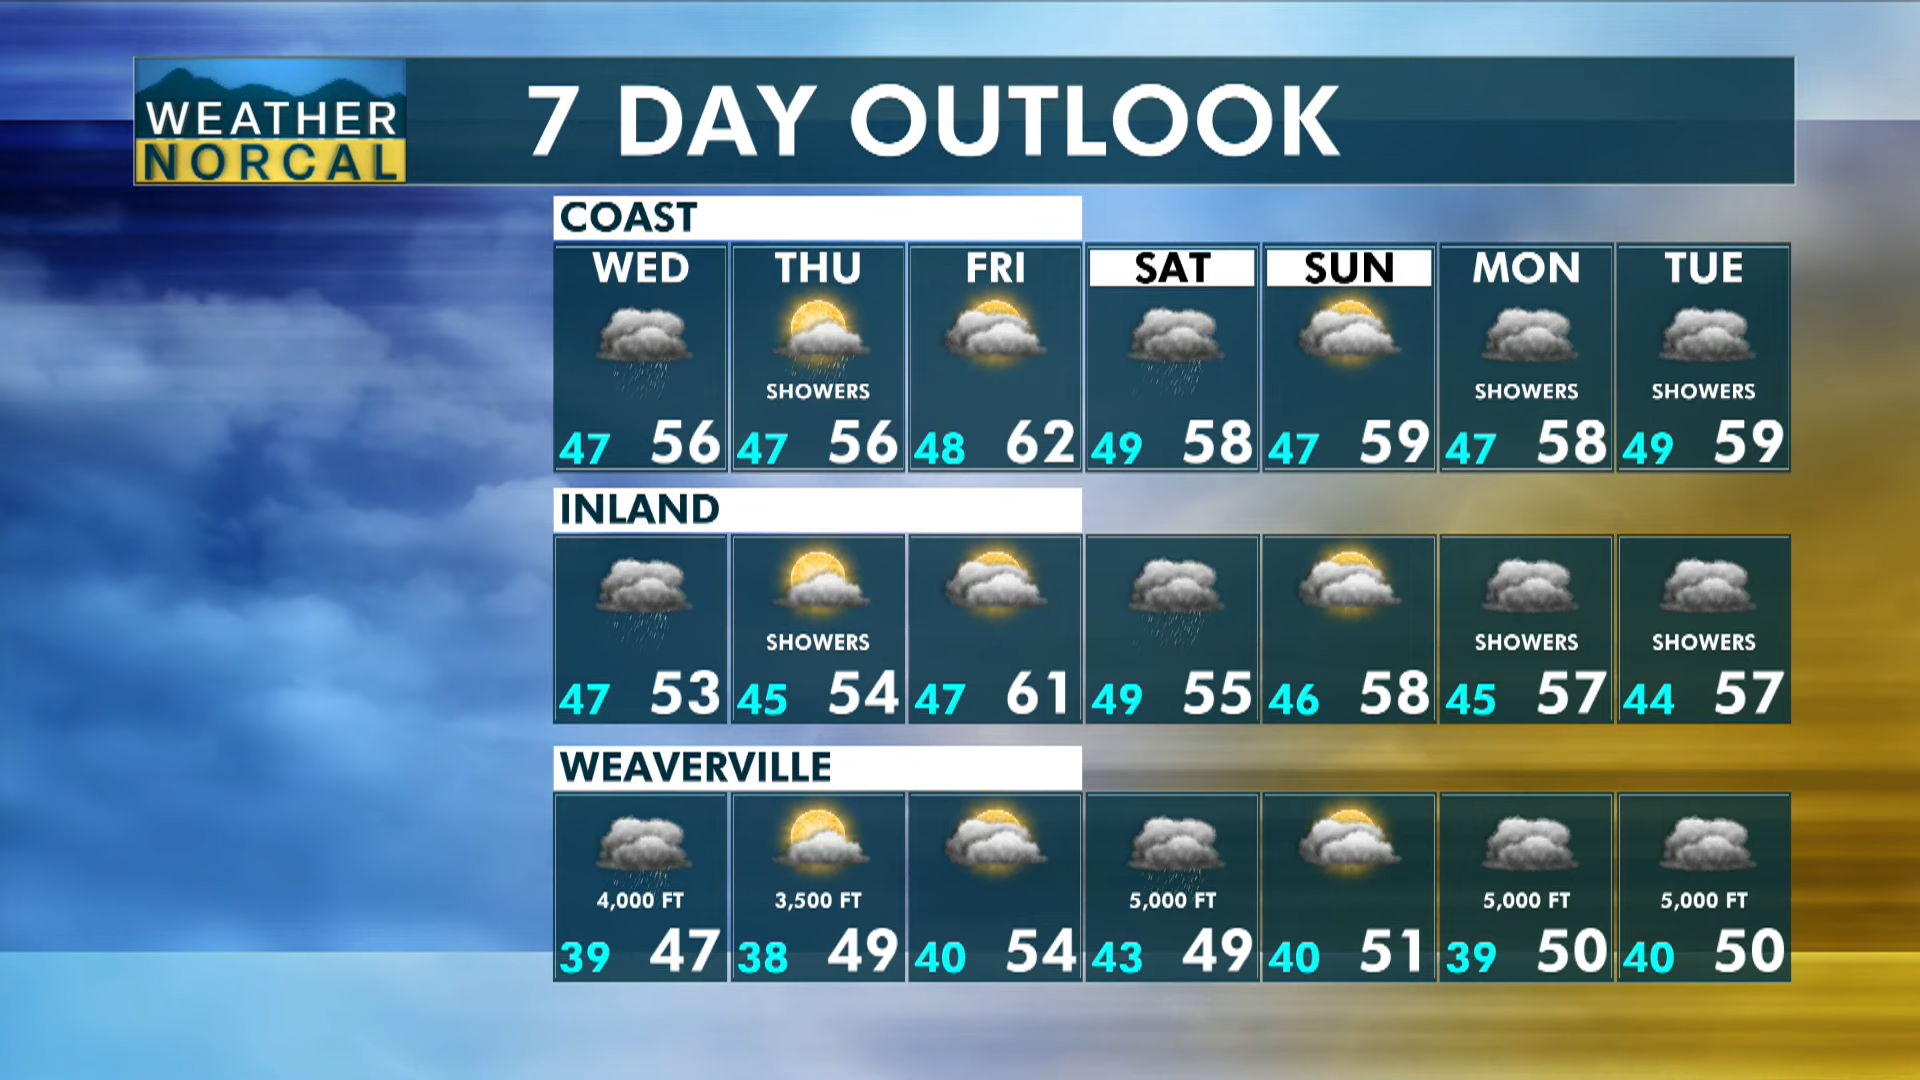 WEATHER
NORCAL
7 DAY OUTLOOK
COAST
WED THU FRI SAT SUN MON TUE
SHOWERS SHOWERS SHOWERS
47 56 47 56 48 62 49 58 47 59 47 58 49 59
INLAND
SHOWERS SHOWERS SHOWERS
47 53 45 54 47 61 49 55 46 58 45 57 44 57
WEAVERVILLE
4,000 FT 3,500 FT 5,000 FT 5,000 FT 5,000 FT
39 47 38 49 40 54 43 49 40 51 39 50 40 50